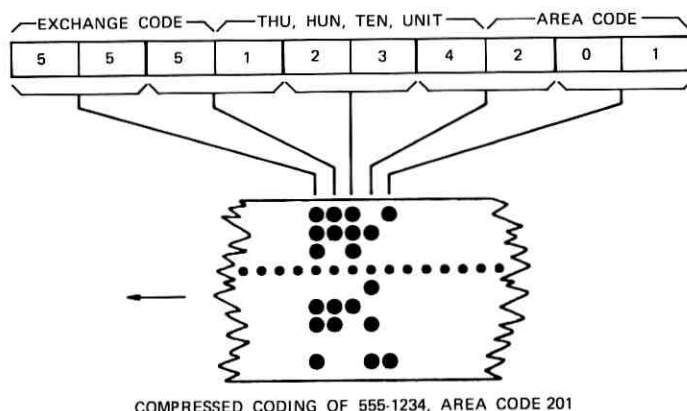 EXCHANGE CODE THU, HUN, TEN, UNIT AREA CODE
5 5 5 1 2 3 4 2 0 1
COMPRESSED CODING OF 555-1234, AREA CODE 201